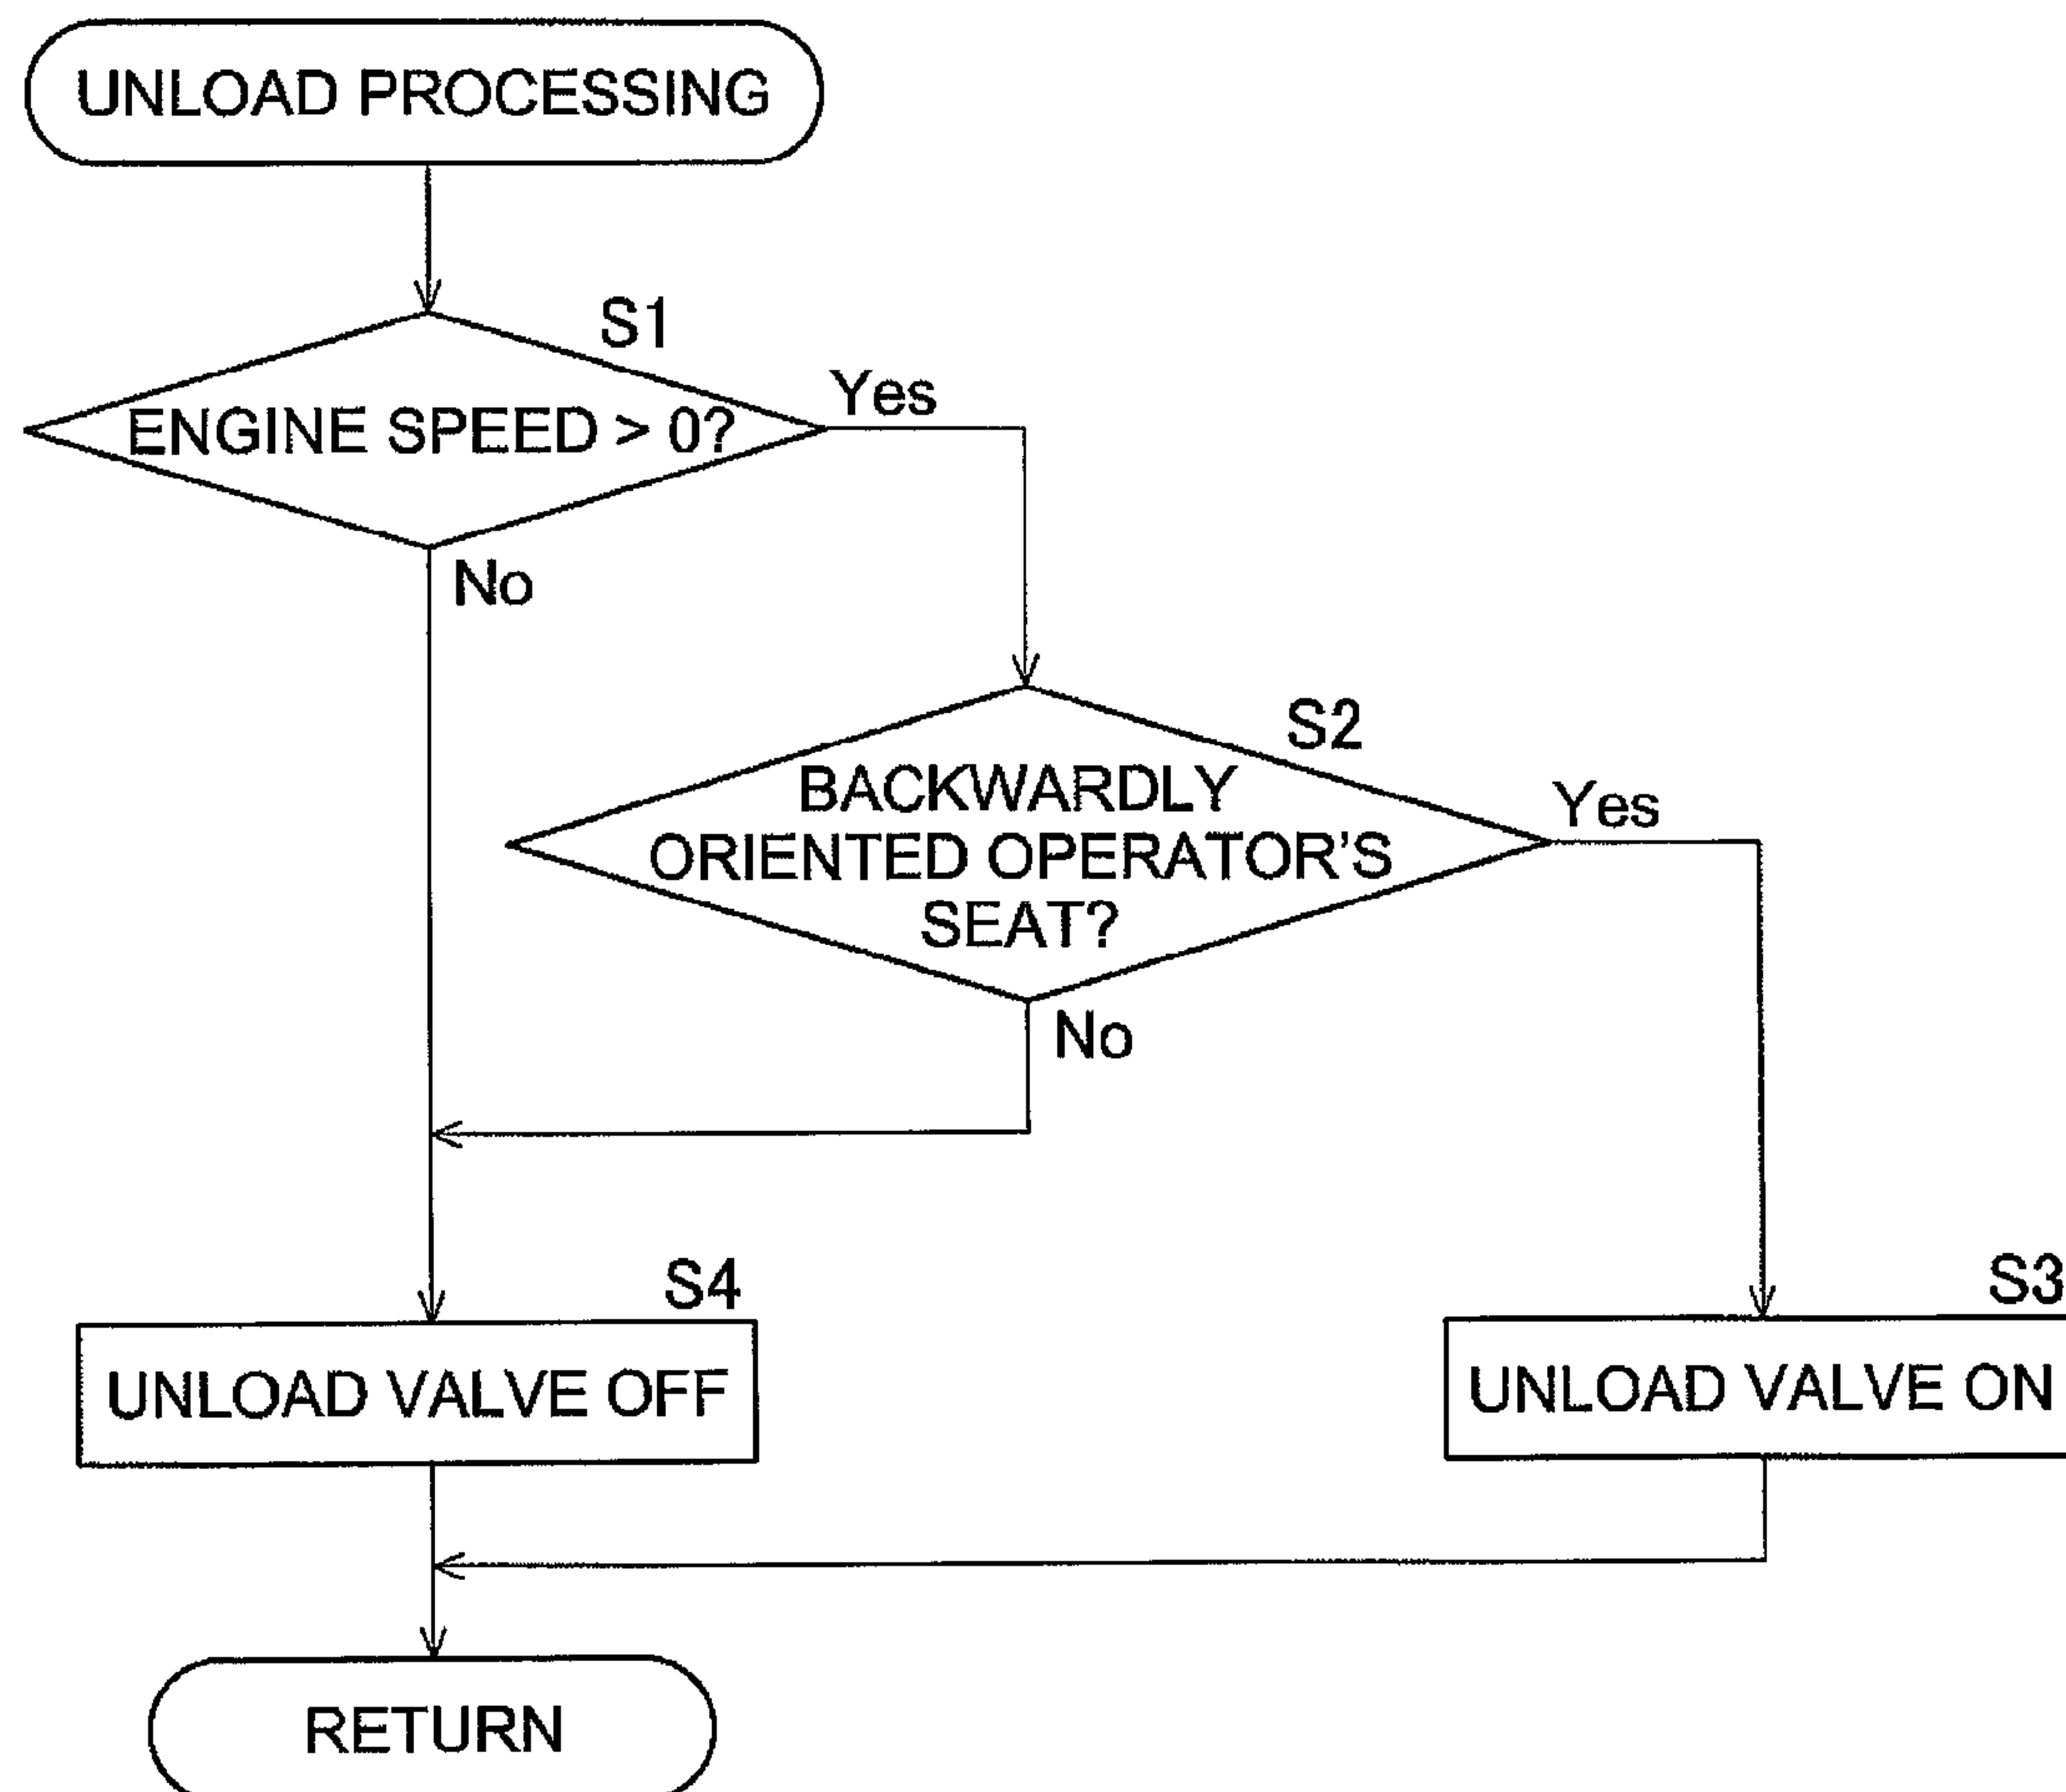 UNLOAD PROCESSING
S1
ENGINE SPEED > 0?
Yes
No
S2
BACKWARDLY
ORIENTED OPERATOR'S
SEAT?
Yes
No
S4
UNLOAD VALVE OFF
S3
UNLOAD VALVE ON
RETURN